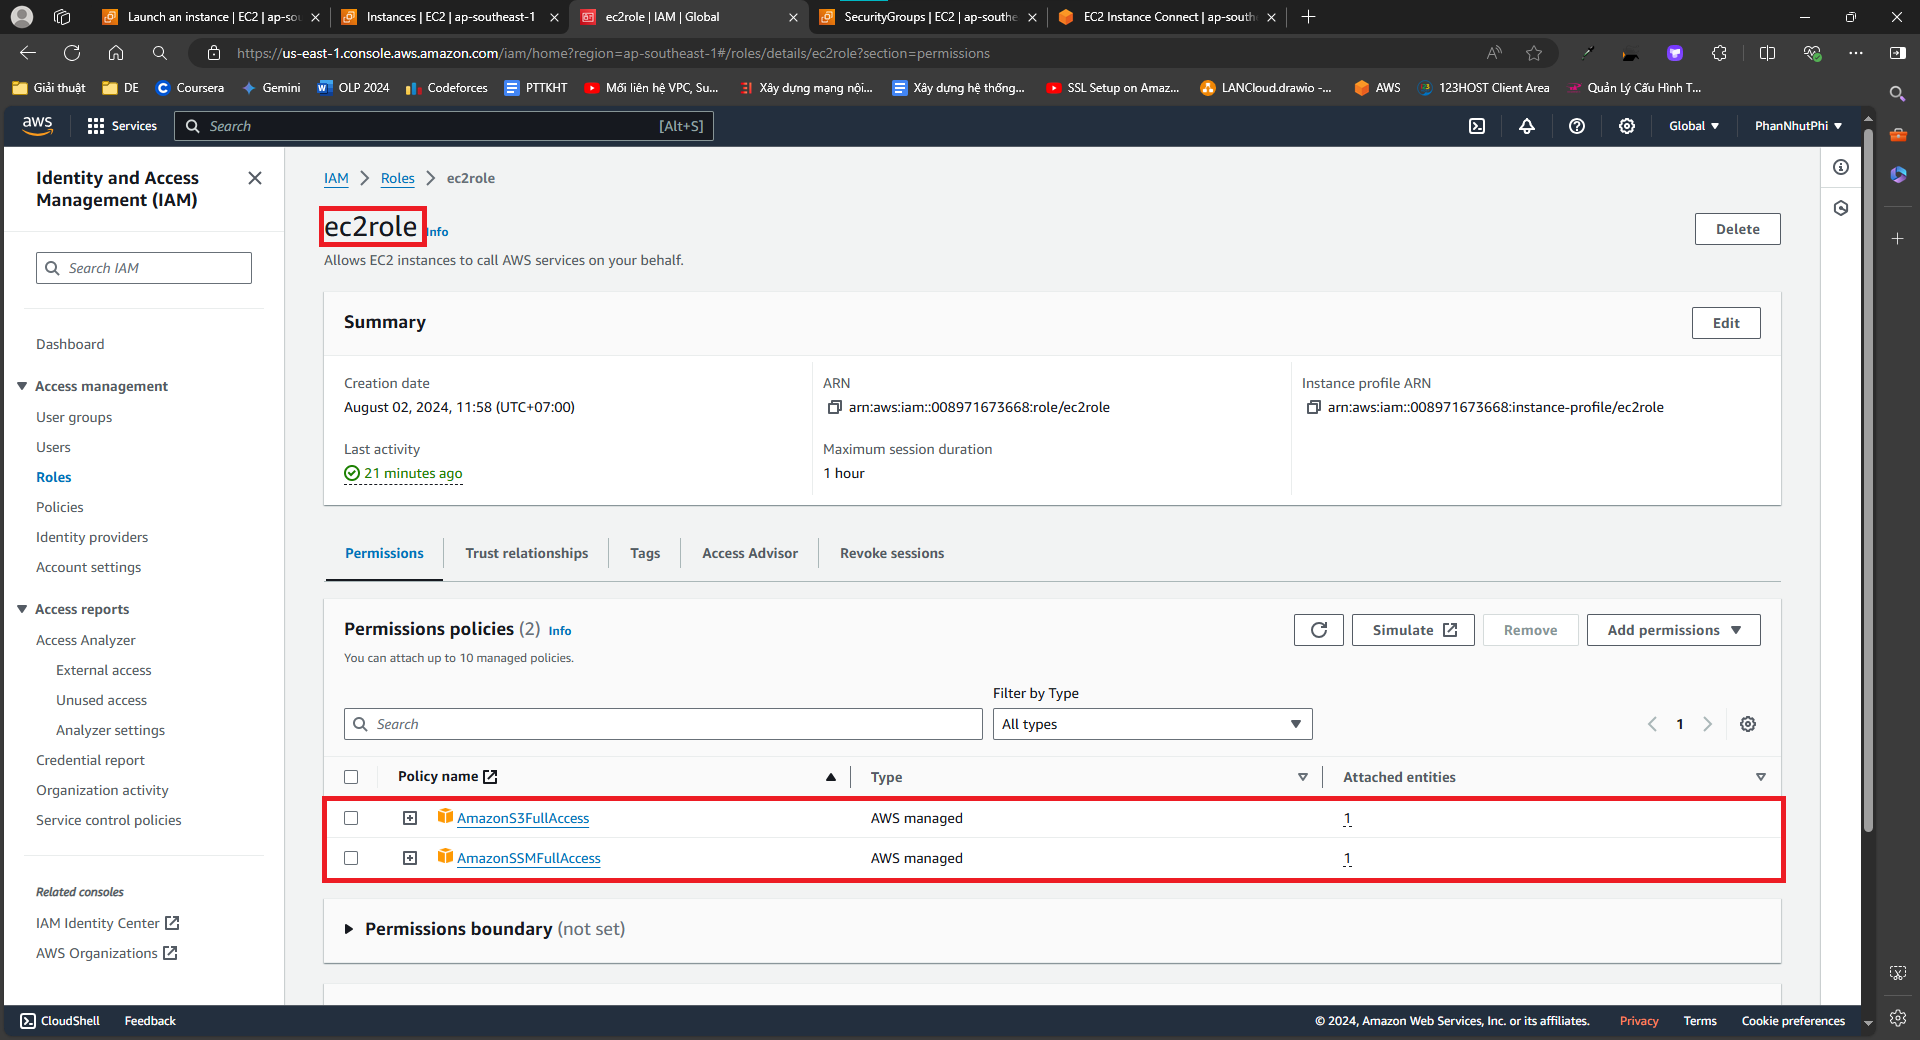 Launch an instance | EC2 | ap-so
Instances | EC2 | ap-southeast-1
ec2role | IAM | Global
SecurityGroups | EC2 | ap-southe
EC2 Instance Connect | ap-south
https://us-east-1.console.aws.amazon.com/iam/home?region=ap-southeast-1#/roles/details/ec2role?section=permissions
Giải thuật
DE
Coursera
Gemini
OLP 2024
Codeforces
PTTKHT
Mối liên hệ VPC, Su...
Xây dựng mạng nội...
Xây dựng hệ thống...
SSL Setup on Amaz...
LANCloud.drawio -...
AWS
123HOST Client Area
Quản Lý Cấu Hình T...
aws
Services
Search
[Alt+S]
Global
PhanNhutPhi
Identity and Access
Management (IAM)
Search IAM
Dashboard
Access management
User groups
Users
Roles
Policies
Identity providers
Account settings
Access reports
Access Analyzer
External access
Unused access
Analyzer settings
Credential report
Organization activity
Service control policies
Related consoles
IAM Identity Center
AWS Organizations
IAM > Roles > ec2role
ec2role Info
Delete
Allows EC2 instances to call AWS services on your behalf.
Summary
Edit
Creation date
August 02, 2024, 11:58 (UTC+07:00)
ARN
arn:aws:iam::008971673668:role/ec2role
Instance profile ARN
arn:aws:iam::008971673668:instance-profile/ec2role
Last activity
21 minutes ago
Maximum session duration
1 hour
Permissions
Trust relationships
Tags
Access Advisor
Revoke sessions
Permissions policies (2) Info
You can attach up to 10 managed policies.
Simulate
Remove
Add permissions
Search
Filter by Type
All types
1
Policy name
Type
Attached entities
AmazonS3FullAccess
AWS managed
1
AmazonSSMFullAccess
AWS managed
1
Permissions boundary (not set)
CloudShell
Feedback
© 2024, Amazon Web Services, Inc. or its affiliates.
Privacy
Terms
Cookie preferences